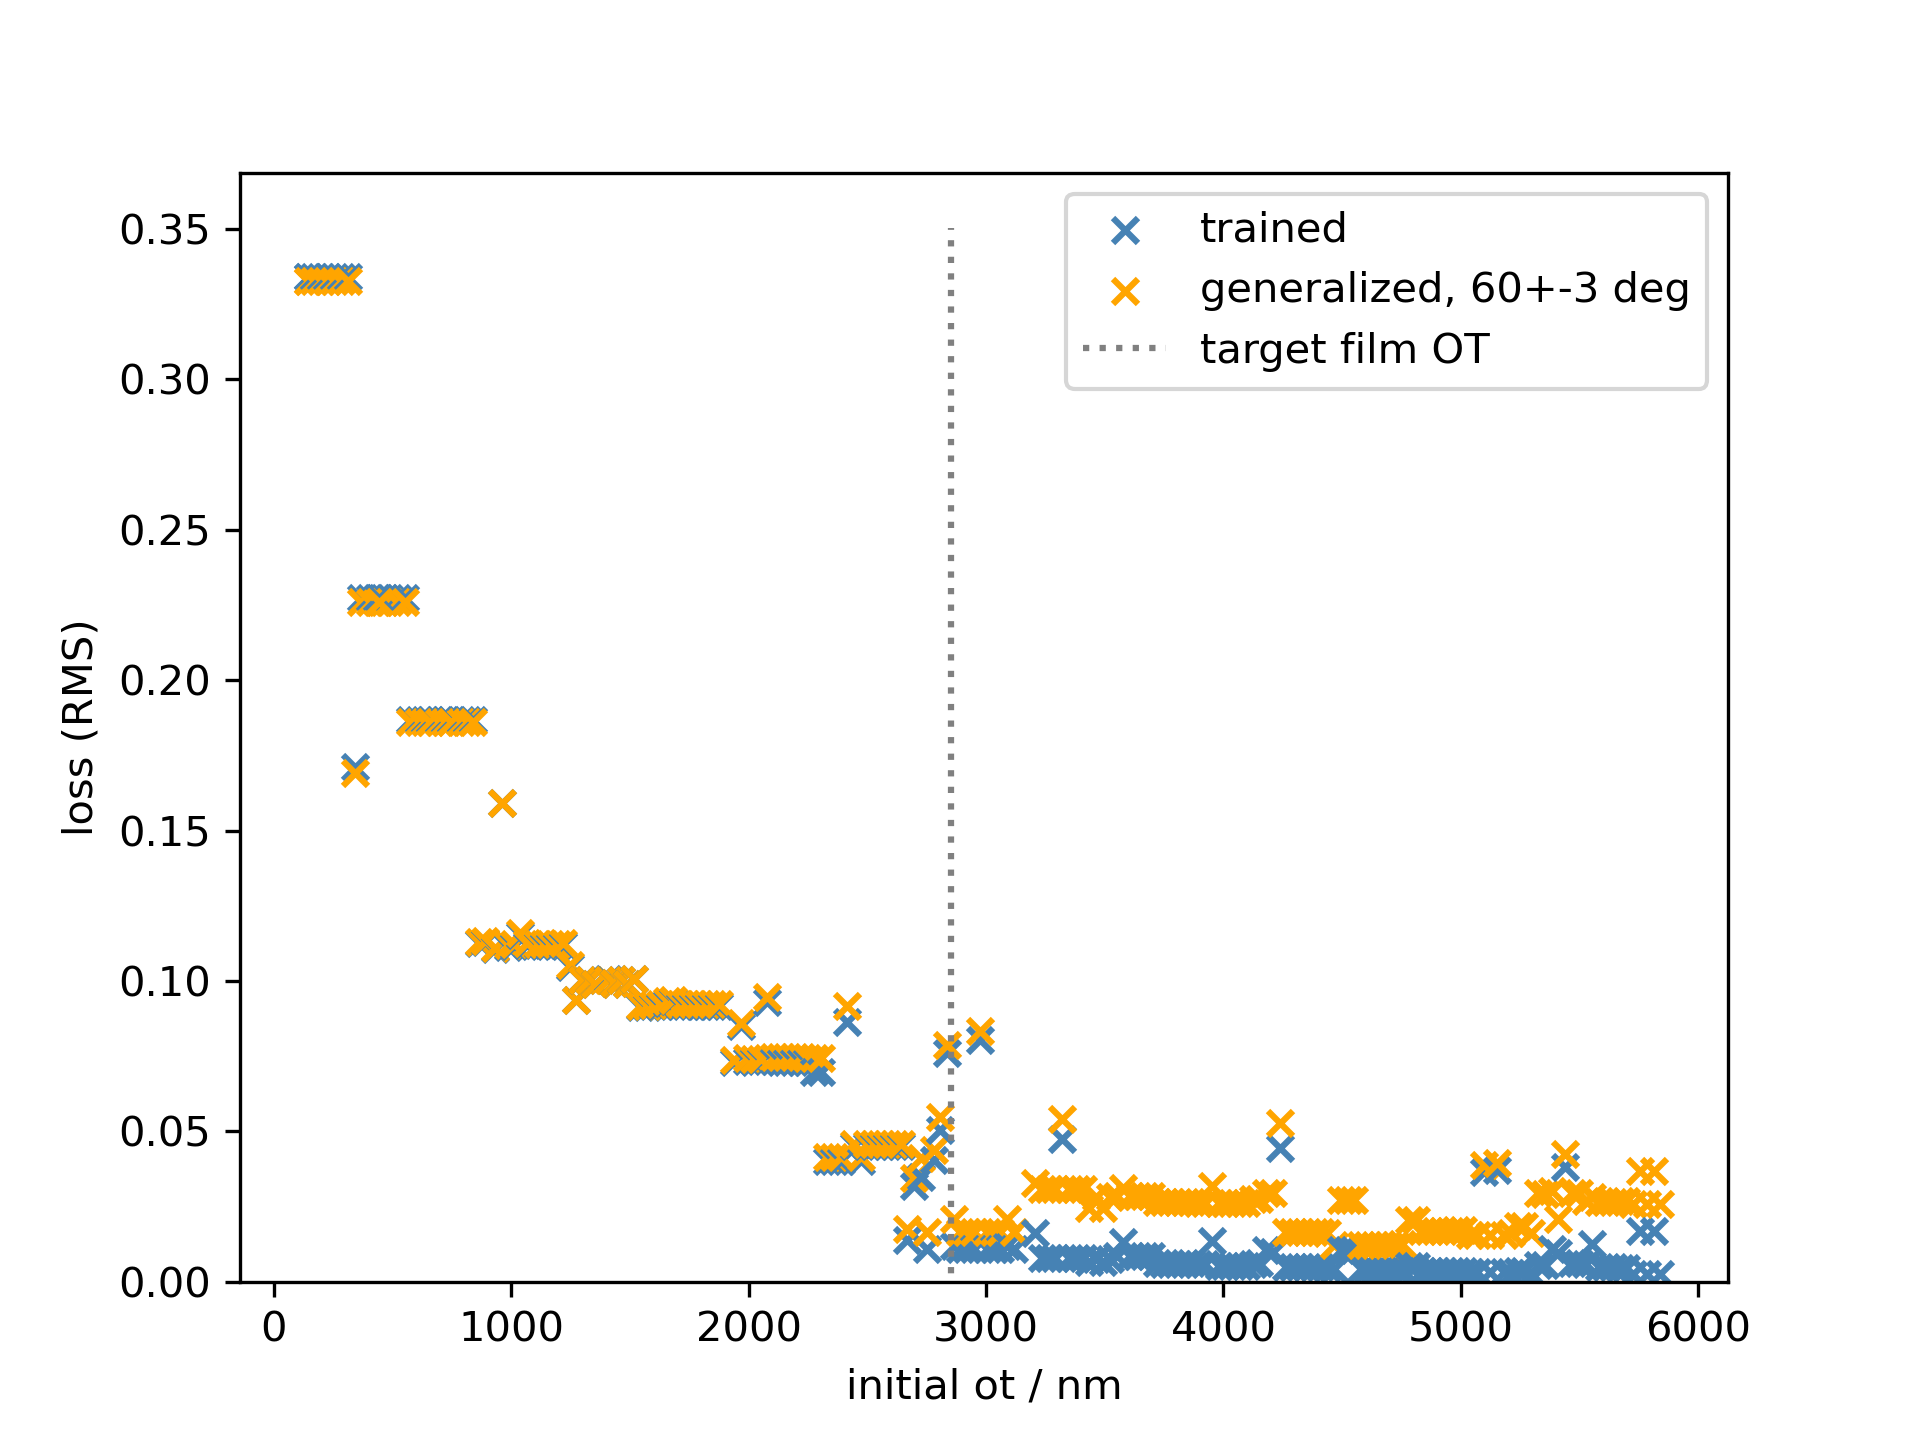 trained
generalized, 60+-3 deg
target film OT
0.35
0.30
0.25
0.20
0.15
0.10
0.05
0.00
loss (RMS)
0 1000 2000 3000 4000 5000 6000
initial ot / nm